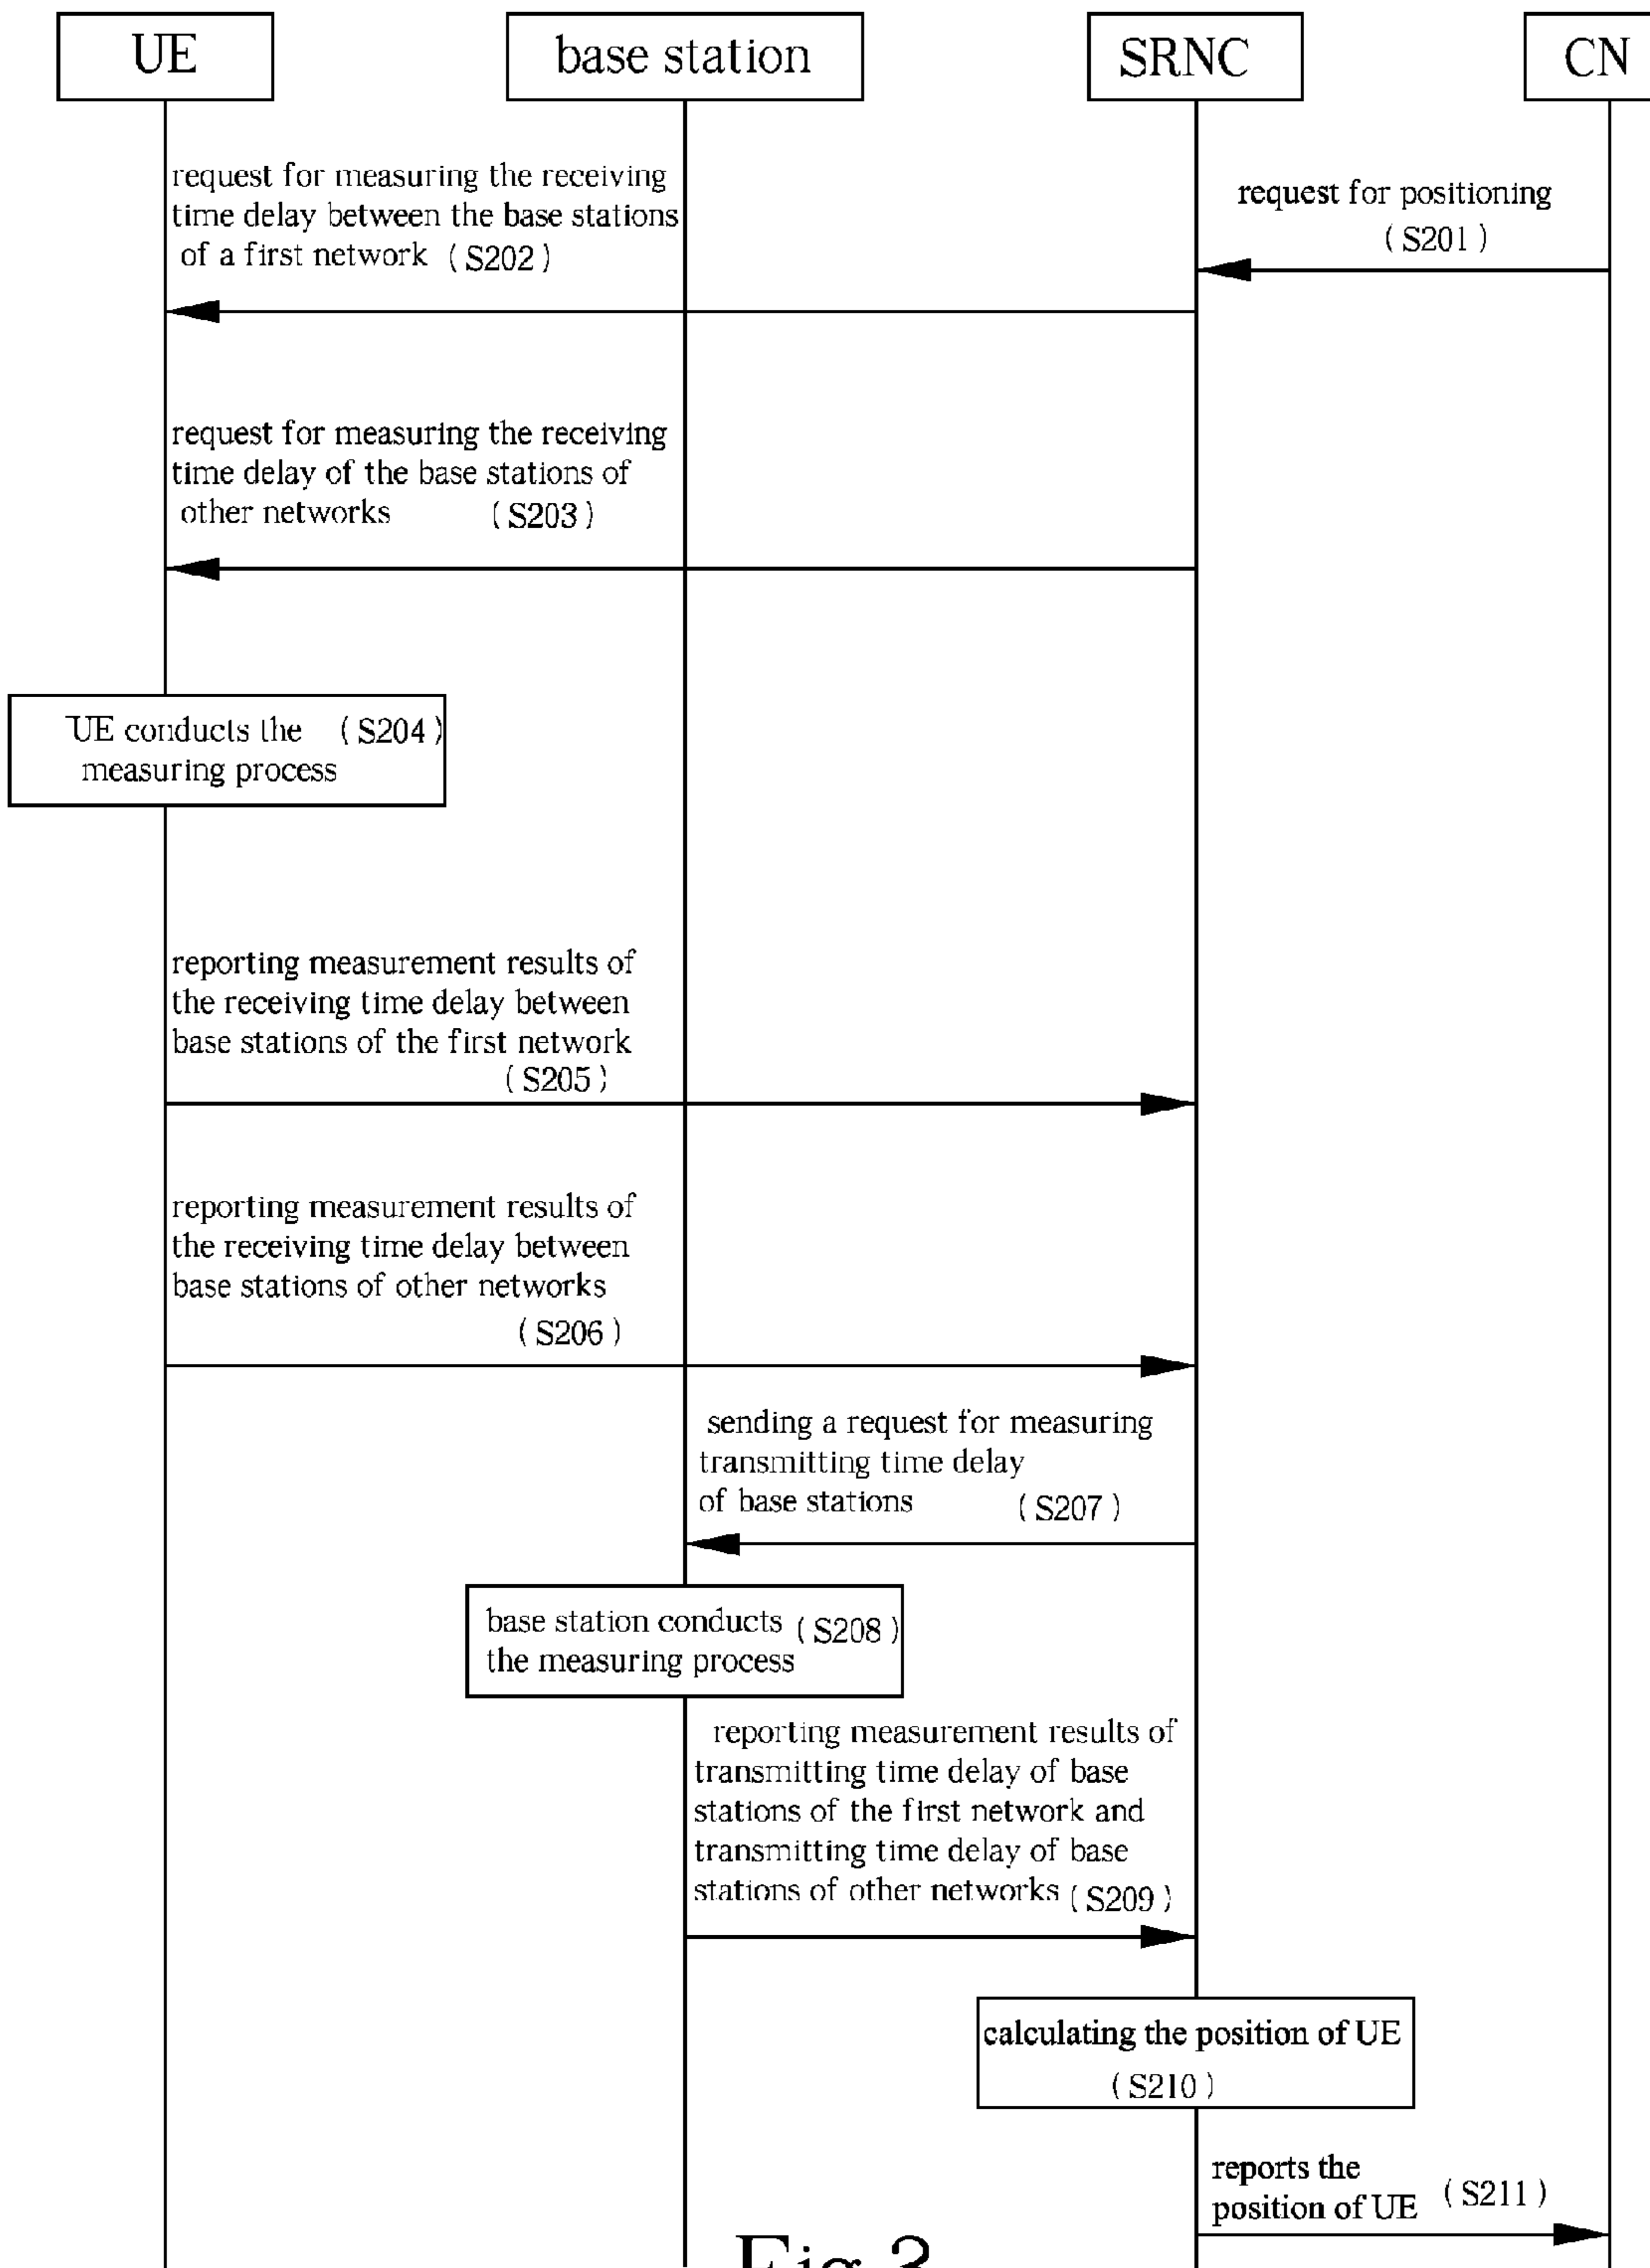 UE
base station
SRNC
CN
request for positioning
(S201)
request for measuring the receiving
time delay between the base stations
of a first network (S202)
request for measuring the receiving
time delay of the base stations of
other networks (S203)
UE conducts the (S204)
measuring process
reporting measurement results of
the receiving time delay between
base stations of the first network
(S205)
reporting measurement results of
the receiving time delay between
base stations of other networks
(S206)
sending a request for measuring
transmitting time delay
of base stations (S207)
base station conducts (S208)
the measuring process
reporting measurement results of
transmitting time delay of base
stations of the first network and
transmitting time delay of base
stations of other networks (S209)
calculating the position of UE
(S210)
reports the
position of UE (S211)